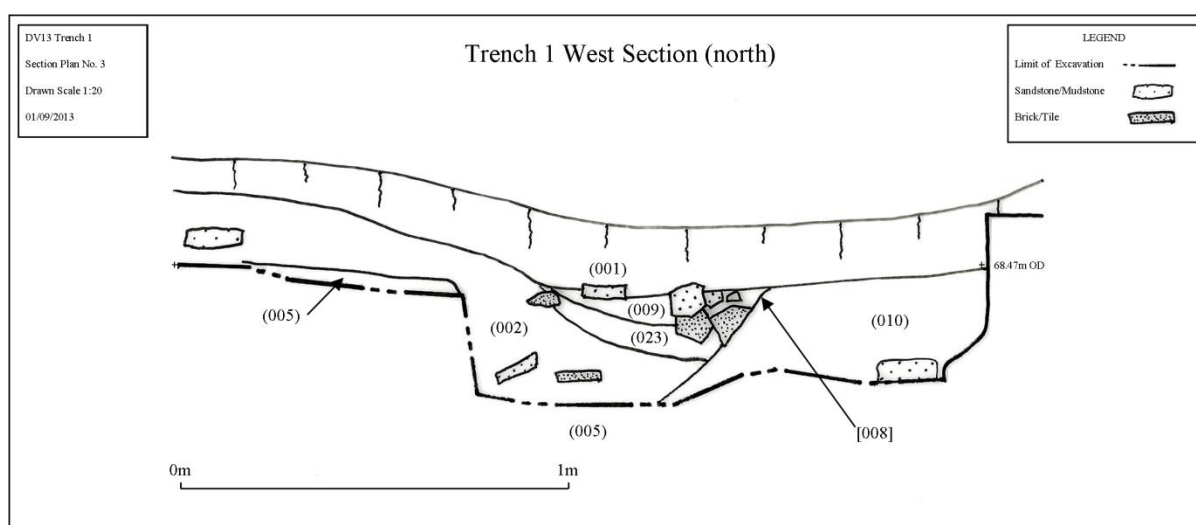 DV13 Trench 1
Section Plan No. 3
Drawn Scale 1:20
01/09/2013
Trench 1 West Section (north)
LEGEND
Limit of Excavation
Sandstone/Mudstone
Brick/Tile
(001)
68.47m OD
(005)
(009)
(002)
(023)
(010)
(005)
[008]
0m
1m